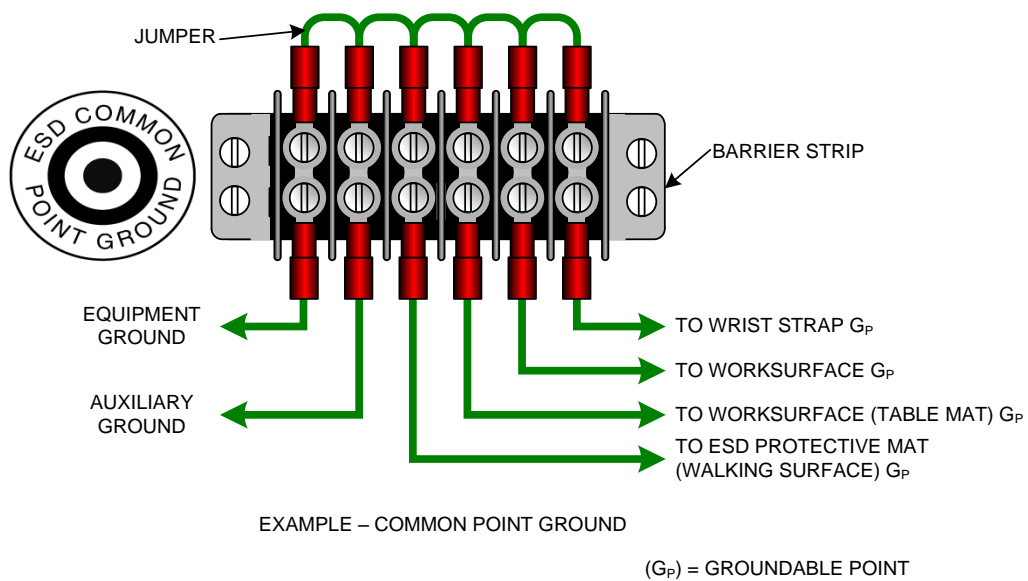 JUMPER
ESD COMMON
POINT GROUND
BARRIER STRIP
EQUIPMENT
GROUND
AUXILIARY
GROUND
TO WRIST STRAP GP
TO WORKSURFACE GP
TO WORKSURFACE (TABLE MAT) GP
TO ESD PROTECTIVE MAT
(WALKING SURFACE) GP
EXAMPLE – COMMON POINT GROUND
(GP) = GROUNDABLE POINT